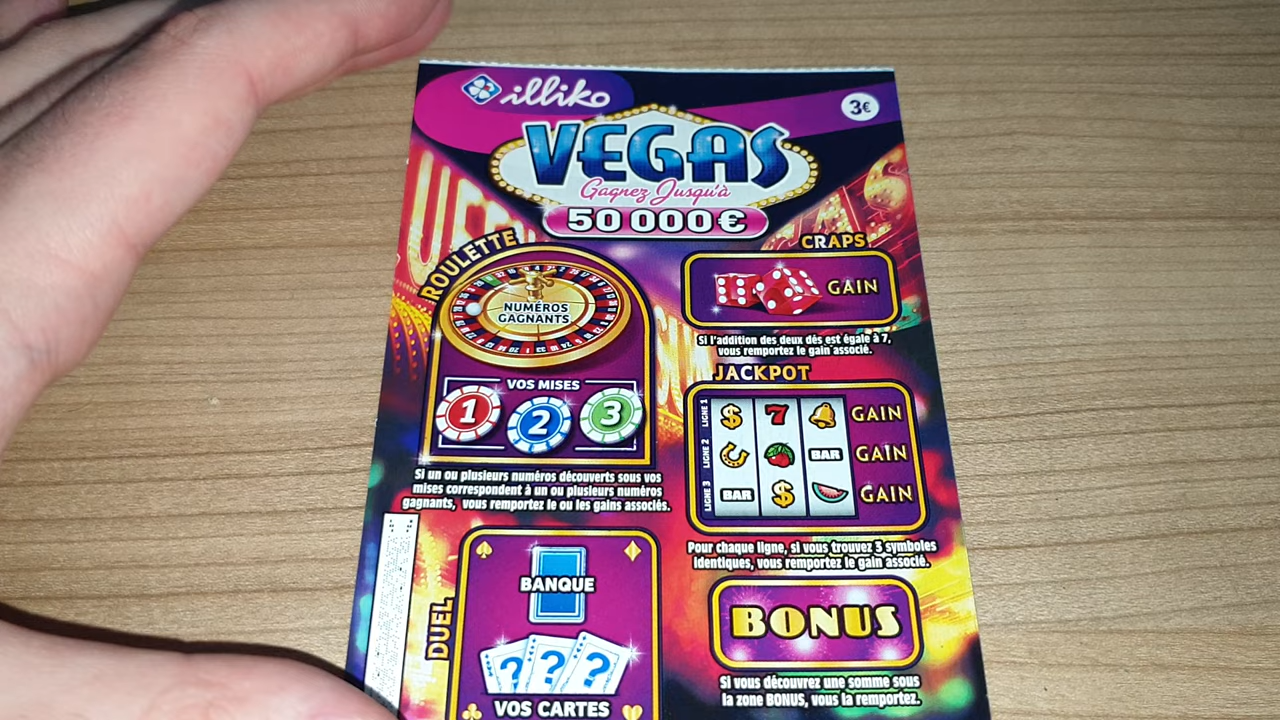 illiko
3€
VEGAS
Gagnez Jusqu'à
50 000€
ROULETTE
NUMÉROS
GAGNANTS
VOS MISES
1 2 3
Si un ou plusieurs numéros découverts sous vos
mises correspondent à un ou plusieurs numéros
gagnants, vous remportez le ou les gains associés.
CRAPS
GAIN
Si l'addition des deux dés est égale à 7,
vous remportez le gain associé.
JACKPOT
LIGNE 1
$ 7 GAIN
LIGNE 2
BAR GAIN
LIGNE 3
BAR $ GAIN
Pour chaque ligne, si vous trouvez 3 symboles
identiques, vous remportez le gain associé.
DUEL
BANQUE
? ? ?
VOS CARTES
BONUS
Si vous découvrez une somme sous
la zone BONUS, vous la remportez.